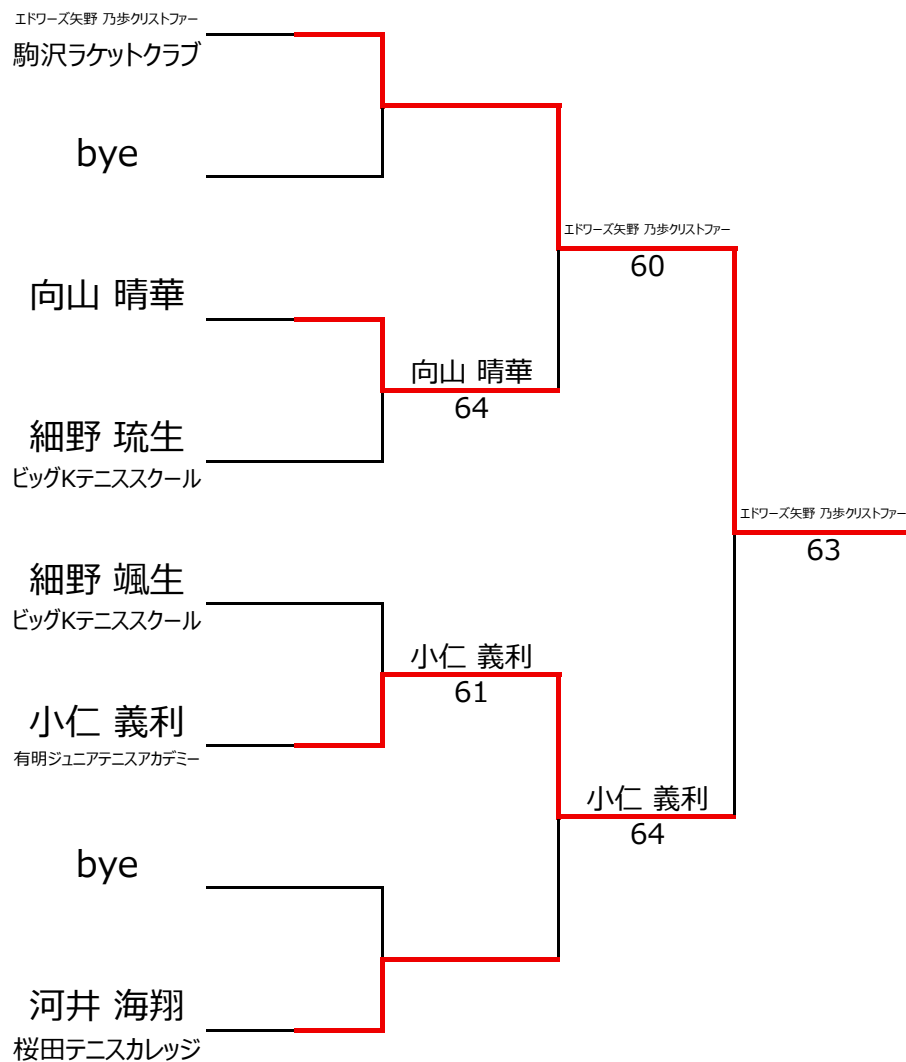 エドワーズ矢野 乃歩クリストファー
駒沢ラケットクラブ
bye
向山 晴華
細野 琉生
ビッグKテニススクール
細野 颯生
ビッグKテニススクール
小仁 義利
有明ジュニアテニスアカデミー
bye
河井 海翔
桜田テニスカレッジ
向山 晴華
64
小仁 義利
61
エドワーズ矢野 乃歩クリストファー
60
小仁 義利
64
エドワーズ矢野 乃歩クリストファー
63